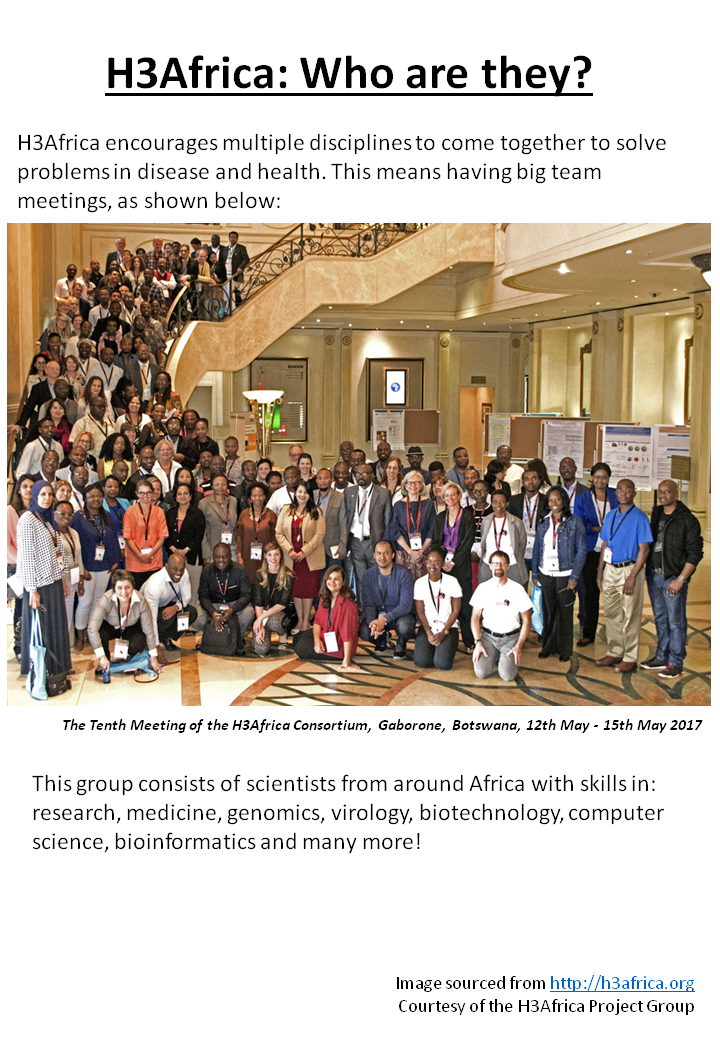 H3Africa: Who are they?
H3Africa encourages multiple disciplines to come together to solve
problems in disease and health. This means having big team
meetings, as shown below:
The Tenth Meeting of the H3Africa Consortium, Gaborone, Botswana, 12th May - 15th May 2017
This group consists of scientists from around Africa with skills in:
research, medicine, genomics, virology, biotechnology, computer
science, bioinformatics and many more!
Image sourced from http://h3africa.org
Courtesy of the H3Africa Project Group